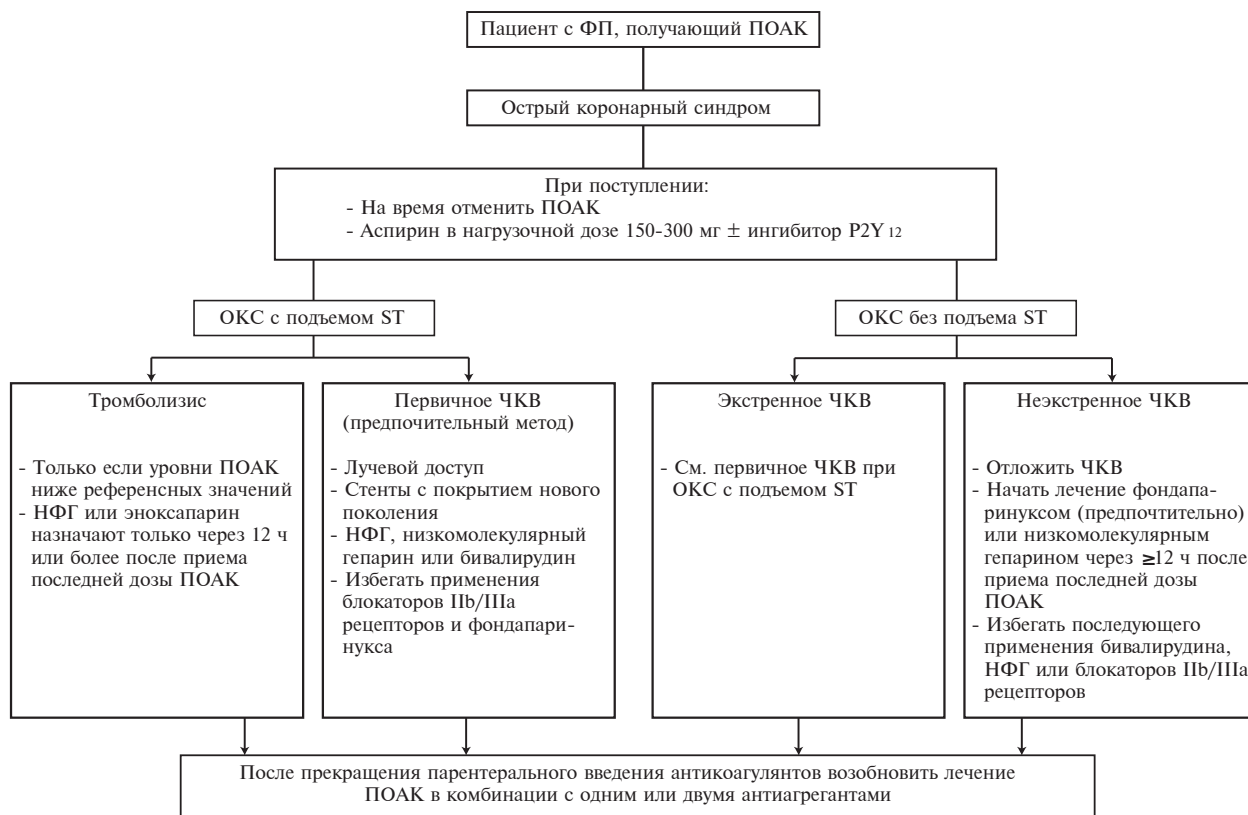 Пациент с ФП, получающий ПОАК
Острый коронарный синдром
При поступлении:
- На время отменить ПОАК
- Аспирин в нагрузочной дозе 150-300 мг ± ингибитор P2Y12
ОКС с подъемом ST
ОКС без подъема ST
Тромболизис
- Только если уровни ПОАК
ниже референсных значений
- НФГ или эноксапарин
назначают только через 12 ч
или более после приема
последней дозы ПОАК
Первичное ЧКВ
(предпочительный метод)
- Лучевой доступ
- Стенты с покрытием нового
поколения
- НФГ, низкомолекулярный
гепарин или бивалирудин
- Избегать применения
блокаторов IIb/IIIa
рецепторов и фондапари-
нукса
Экстренное ЧКВ
- См. первичное ЧКВ при
ОКС с подъемом ST
Неэкстренное ЧКВ
- Отложить ЧКВ
- Начать лечение фондапа-
ринуксом (предпочтительно)
или низкомолекулярным
гепарином через ≥12 ч после
приема последней дозы
ПОАК
- Избегать последующего
применения бивалирудина,
НФГ или блокаторов IIb/IIIa
рецепторов
После прекращения парентерального введения антикоагулянтов возобновить лечение
ПОАК в комбинации с одним или двумя антиагрегантами